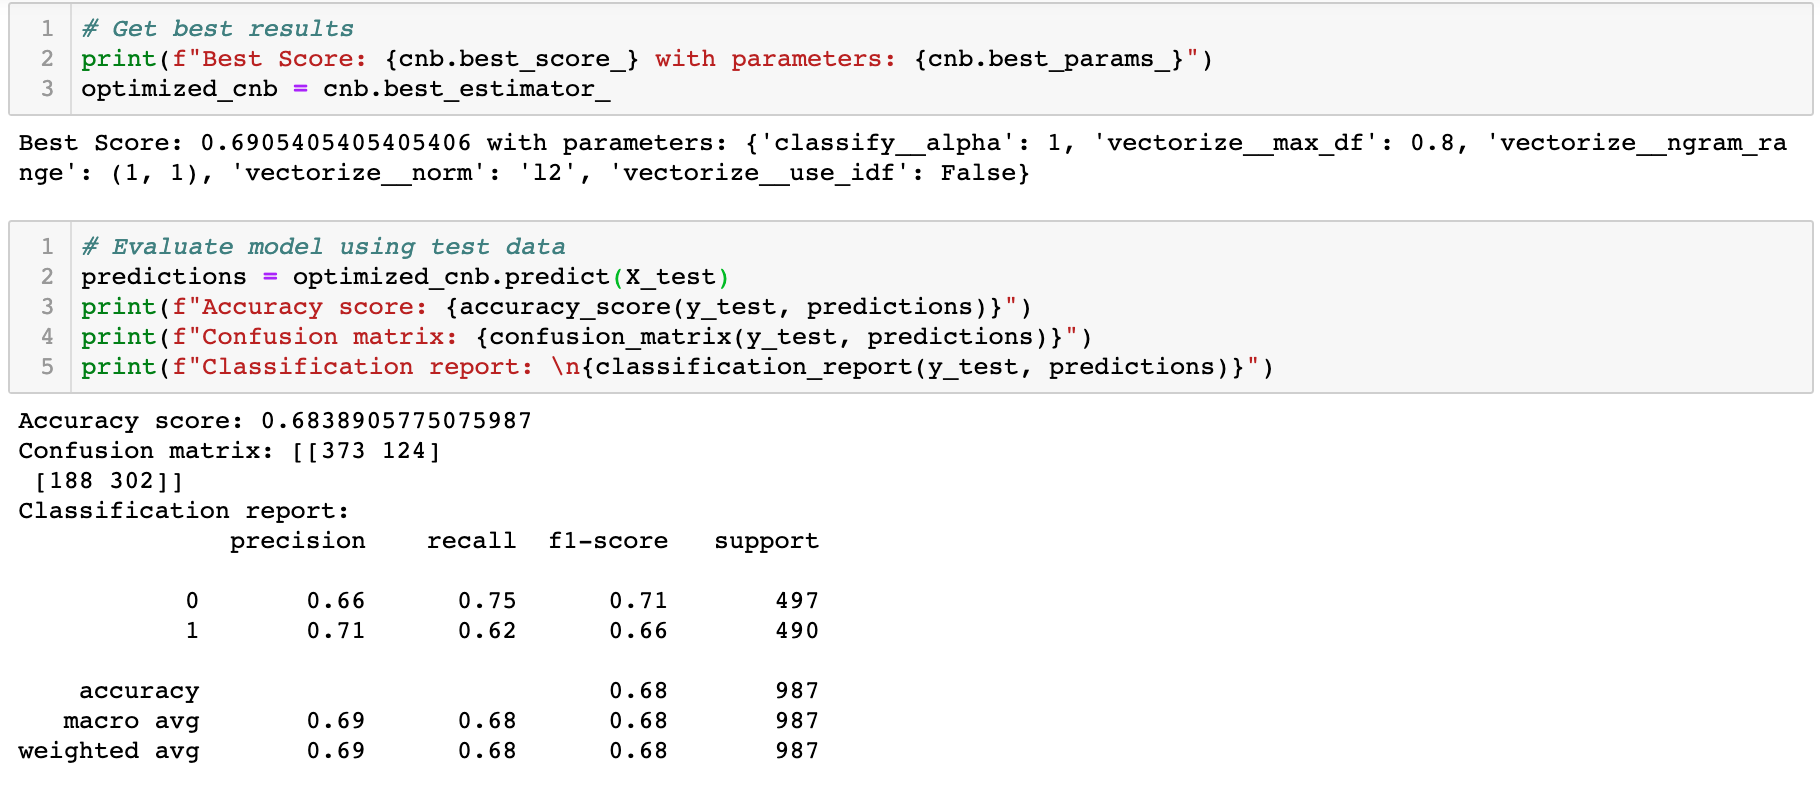 1 # Get best results
2 print(f"Best Score: {cnb.best_score_} with parameters: {cnb.best_params_}")
3 optimized_cnb = cnb.best_estimator_
Best Score: 0.6905405405405406 with parameters: {'classify__alpha': 1, 'vectorize__max_df': 0.8, 'vectorize__ngram_ra
nge': (1, 1), 'vectorize__norm': 'l2', 'vectorize__use_idf': False}
1 # Evaluate model using test data
2 predictions = optimized_cnb.predict(X_test)
3 print(f"Accuracy score: {accuracy_score(y_test, predictions)}")
4 print(f"Confusion matrix: {confusion_matrix(y_test, predictions)}")
5 print(f"Classification report: \n{classification_report(y_test, predictions)}")
Accuracy score: 0.6838905775075987
Confusion matrix: [[373 124]
 [188 302]]
Classification report:
              precision    recall  f1-score   support
           0       0.66      0.75      0.71       497
           1       0.71      0.62      0.66       490
    accuracy                           0.68       987
   macro avg       0.69      0.68      0.68       987
weighted avg       0.69      0.68      0.68       987